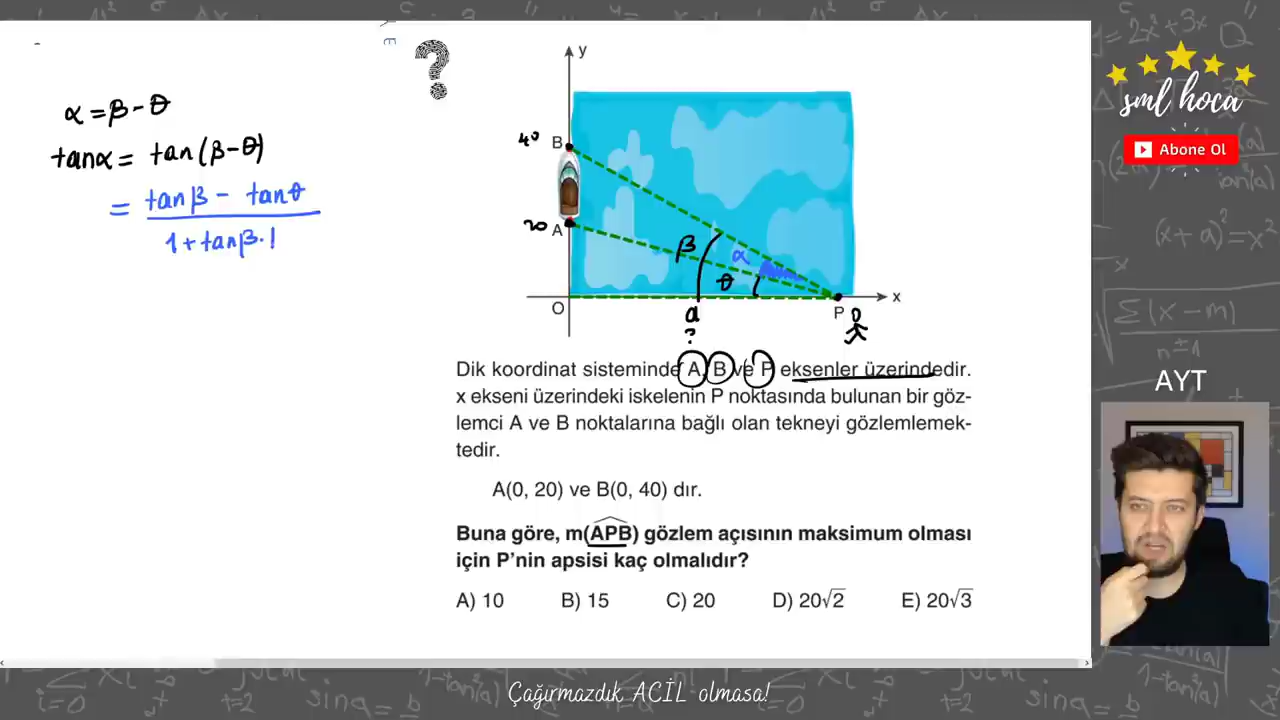 α = β - θ
tanα = tan(β-θ)
= tanβ - tanθ
1 + tanβ.
?
y
40
B
20
A
β
α
θ
O
a
?
P
x
Dik koordinat sisteminde A, B ve P eksenler üzerindedir.
x ekseni üzerindeki iskelenin P noktasında bulunan bir göz-
lemci A ve B noktalarına bağlı olan tekneyi gözlemlemek-
tedir.
A(0, 20) ve B(0, 40) dır.
Buna göre, m(APB) gözlem açısının maksimum olması
için P'nin apsisi kaç olmalıdır?
A) 10 B) 15 C) 20 D) 20√2 E) 20√3
sml hoca
Abone Ol
AYT
Çağırmazdık ACİL olmasa!